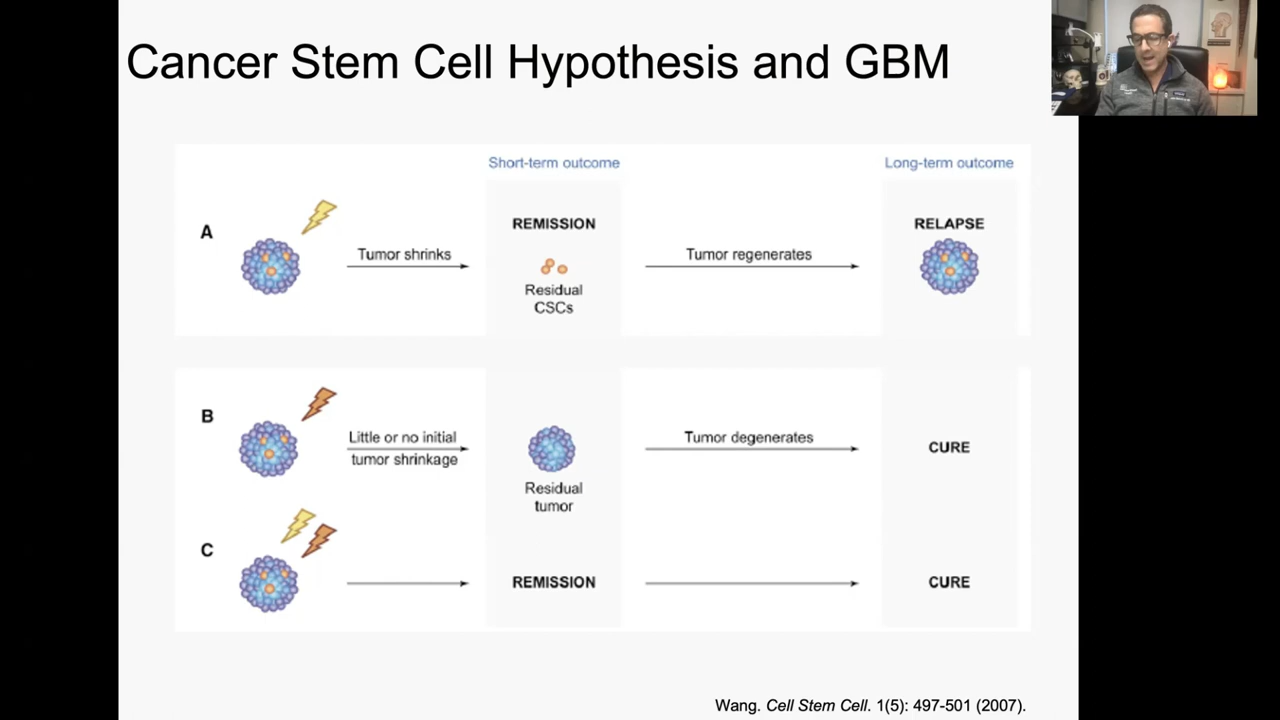 Cancer Stem Cell Hypothesis and GBM
Short-term outcome
Long-term outcome
A
Tumor shrinks
REMISSION
Residual
CSCs
Tumor regenerates
RELAPSE
B
Little or no initial
tumor shrinkage
Residual
tumor
Tumor degenerates
CURE
C
REMISSION
CURE
Wang. Cell Stem Cell. 1(5): 497-501 (2007).